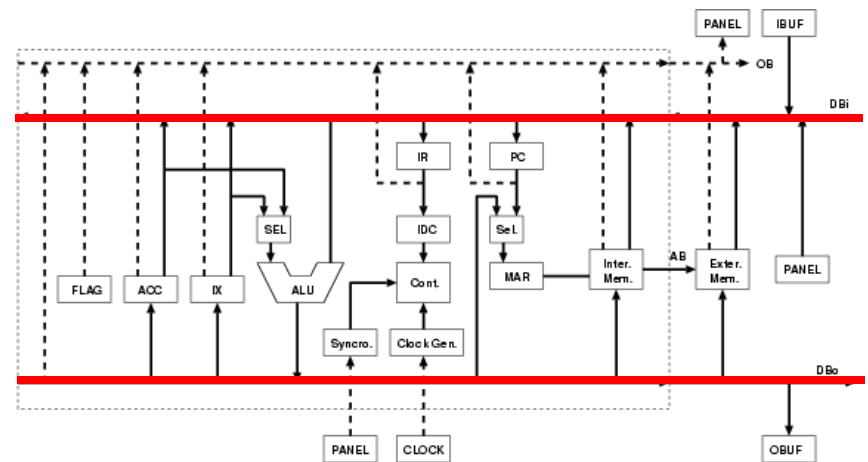 PANEL IBUF
OB
DBi
IR PC
SEL IDC Sel.
FLAG ACC IX ALU Cont. MAR Inter. Mem. AB Exter. Mem. PANEL
Syncro. Clock Gen.
DBo
PANEL CLOCK OBUF